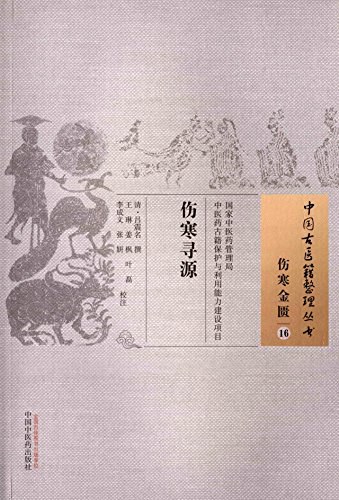 中国古医籍整理丛书
伤寒金匮
16
国家中医药管理局
中医药古籍保护与利用能力建设项目
伤寒寻源
清·吕震名 撰
王琳 姜枫 叶磊
李成文 张新 校注
中国中医药出版社